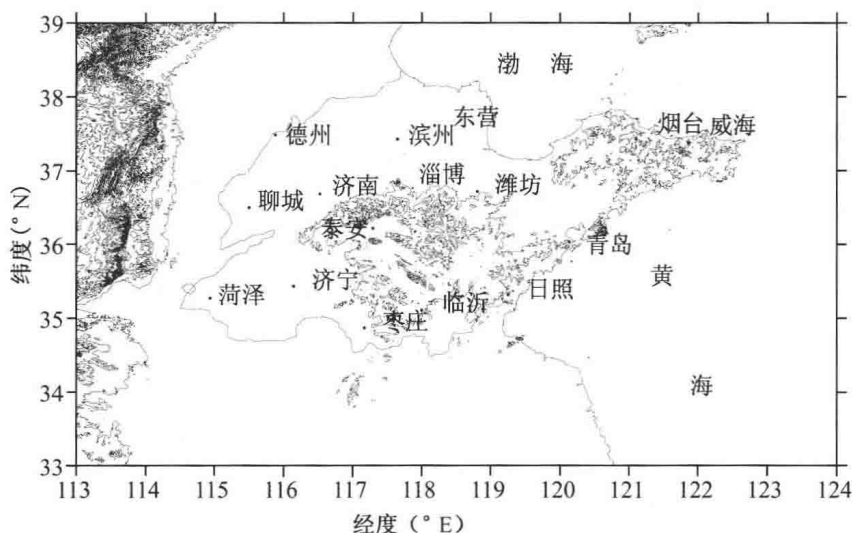 39
38
37
36
35
34
33
纬度(°N)
渤 海
东营
烟台
威海
德州
滨州
淄博
潍坊
济南
聊城
泰安
青岛
黄
菏泽
济宁
临沂
日照
枣庄
海
113 114 115 116 117 118 119 120 121 122 123 124
经度(°E)